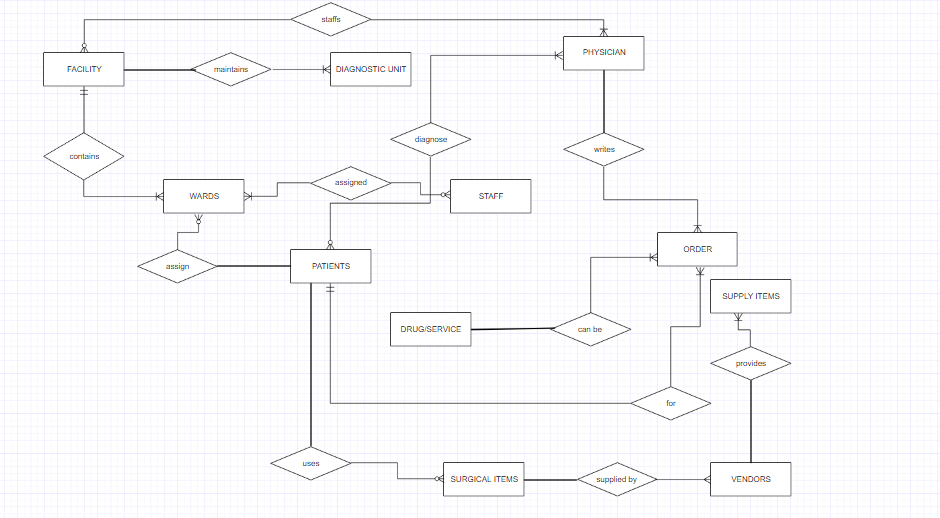 staffs
PHYSICIAN
FACILITY
maintains
DIAGNOSTIC UNIT
diagnose
writes
contains
assigned
WARDS
STAFF
ORDER
assign
PATIENTS
SUPPLY ITEMS
DRUG/SERVICE
can be
provides
for
uses
SURGICAL ITEMS
supplied by
VENDORS